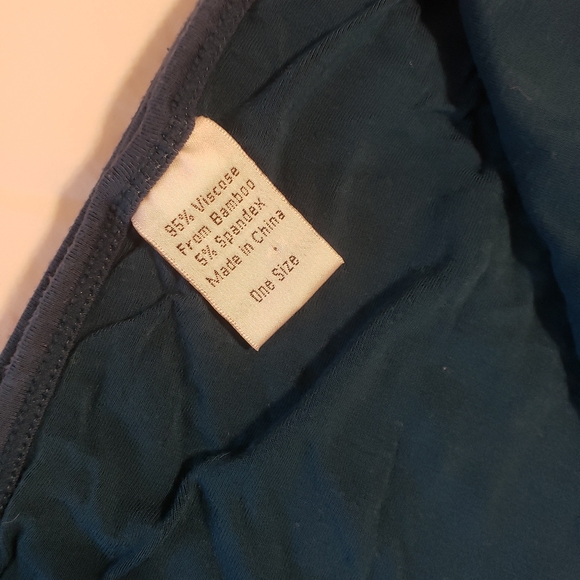 95% Viscose
From Bamboo
5% Spandex
Made in China
One Size